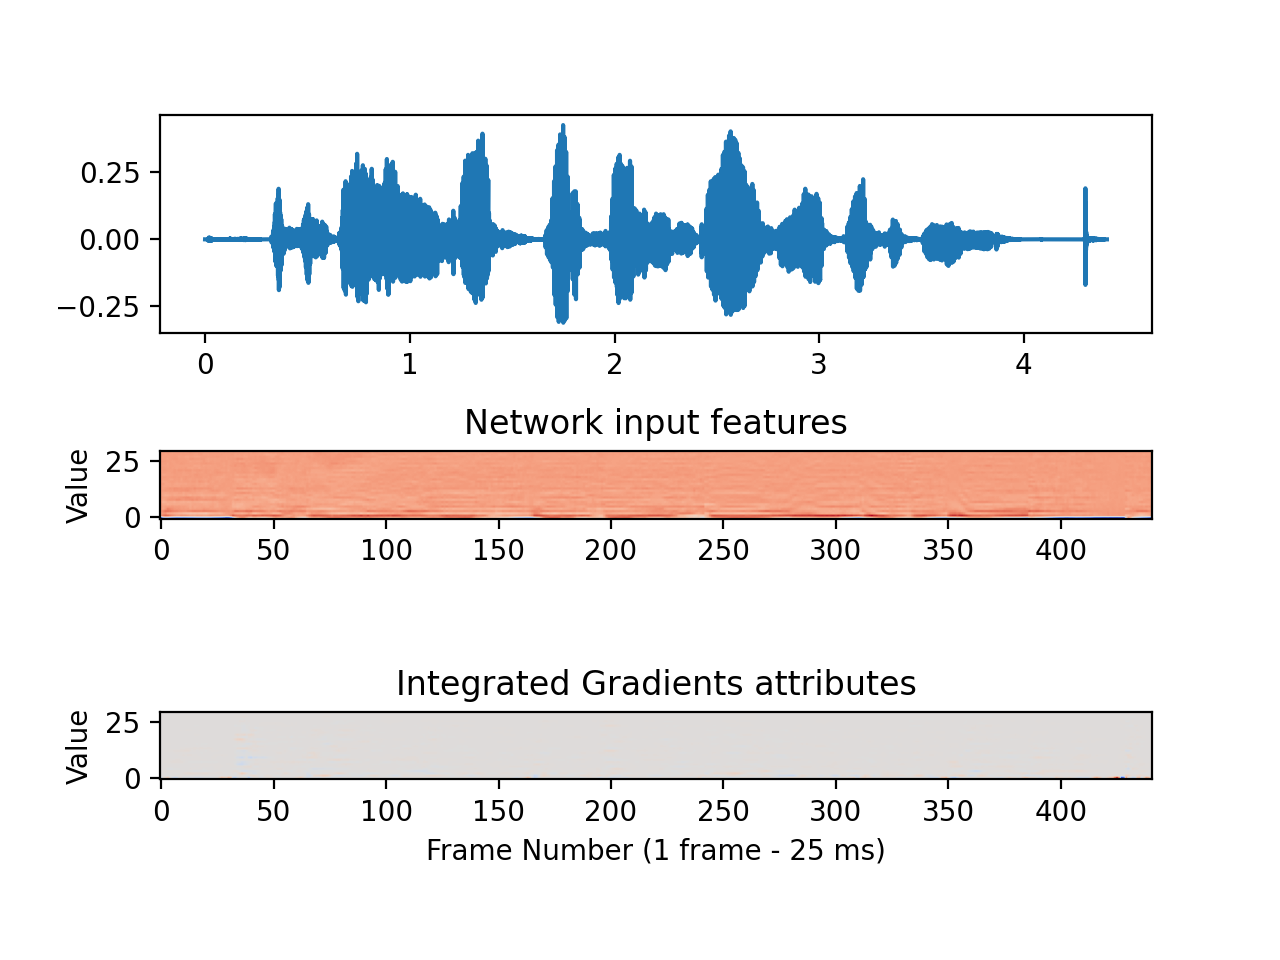 0.25
0.00
−0.25
0 1 2 3 4
Network input features
Value
25
0
0 50 100 150 200 250 300 350 400
Integrated Gradients attributes
Value
25
0
0 50 100 150 200 250 300 350 400
Frame Number (1 frame - 25 ms)